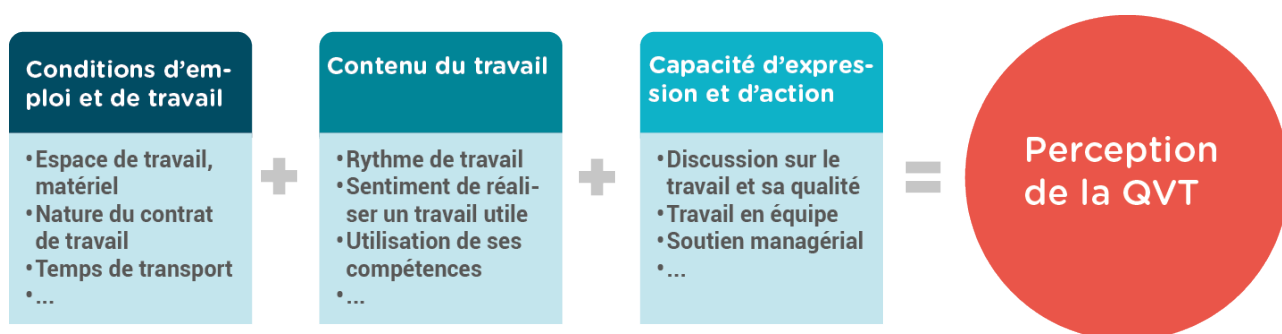 Conditions d'em-
ploi et de travail
•Espace de travail,
matériel
•Nature du contrat
de travail
•Temps de transport
•...
+
Contenu du travail
•Rythme de travail
•Sentiment de réali-
ser un travail utile
•Utilisation de ses
compétences
•...
+
Capacité d'expres-
sion et d'action
•Discussion sur le
travail et sa qualité
•Travail en équipe
•Soutien managérial
•...
=
Perception
de la QVT